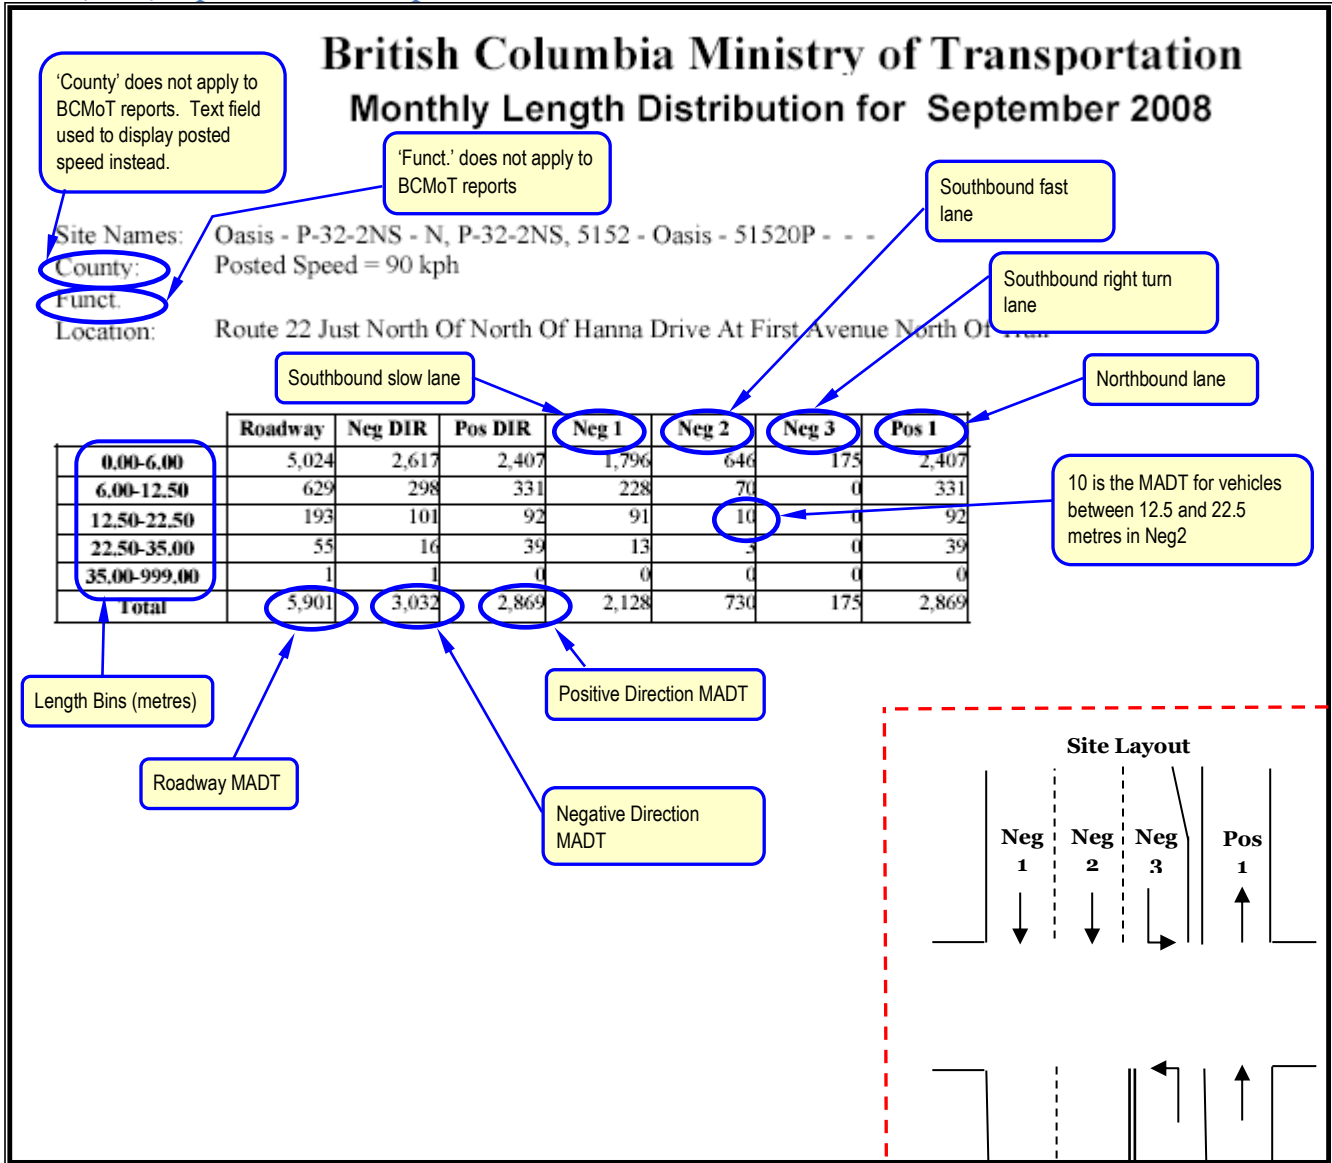 British Columbia Ministry of Transportation
Monthly Length Distribution for September 2008
‘County’ does not apply to
BCMoT reports. Text field
used to display posted
speed instead.
‘Funct.’ does not apply to
BCMoT reports
Southbound fast
lane
Site Names: Oasis - P-32-2NS - N, P-32-2NS, 5152 - Oasis - 51520P - - -
County: Posted Speed = 90 kph
Funct.
Southbound right turn
lane
Location: Route 22 Just North Of North Of Hanna Drive At First Avenue North Of
Southbound slow lane
Northbound lane
Roadway Neg DIR Pos DIR Neg 1 Neg 2 Neg 3 Pos 1
0.00-6.00 5,024 2,617 2,407 1,796 646 175 2,407
6.00-12.50 629 298 331 228 70 0 331
12.50-22.50 193 101 92 91 10 0 92
22.50-35.00 55 16 39 13 3 0 39
35.00-999.00 1 1 0 0 0 0 0
Total 5,901 3,032 2,869 2,128 730 175 2,869
10 is the MADT for vehicles
between 12.5 and 22.5
metres in Neg2
Length Bins (metres)
Positive Direction MADT
Roadway MADT
Negative Direction
MADT
Site Layout
Neg Neg Neg Pos
1 2 3 1